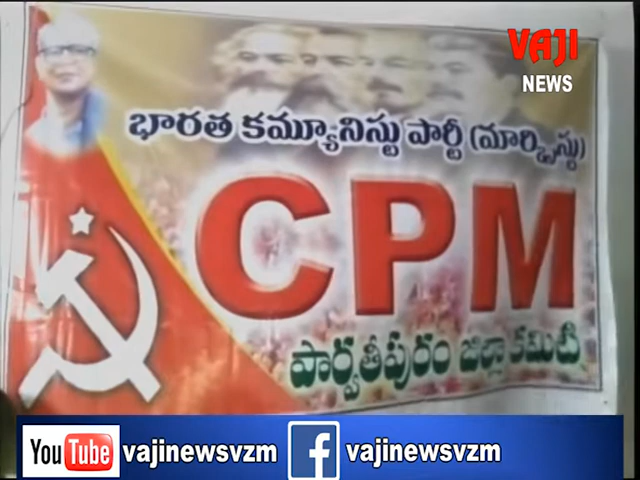 VAJI
NEWS
భారత కమ్యూనిస్టు పార్టీ (మార్క్సిస్టు)
CPM
పార్వతీపురం జిల్లా కమిటి
YouTube vajinewsvzm f vajinewsvzm